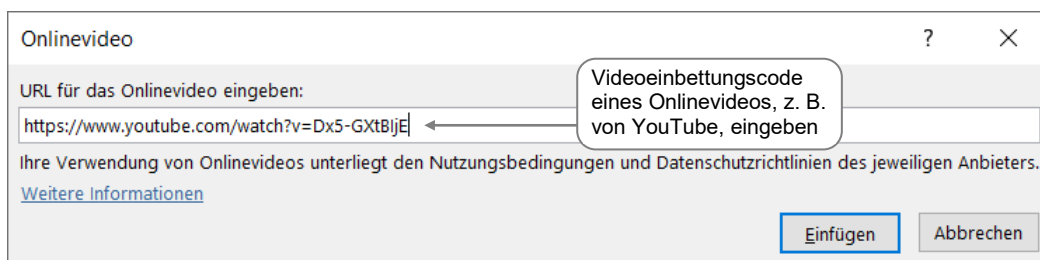 Onlinevideo ?
URL für das Onlinevideo eingeben:
https://www.youtube.com/watch?v=Dx5-GXtBIjE
Videoeinbettungscode
eines Onlinevideos, z. B.
von YouTube, eingeben
Ihre Verwendung von Onlinevideos unterliegt den Nutzungsbedingungen und Datenschutzrichtlinien des jeweiligen Anbieters.
Weitere Informationen
Einfügen Abbrechen